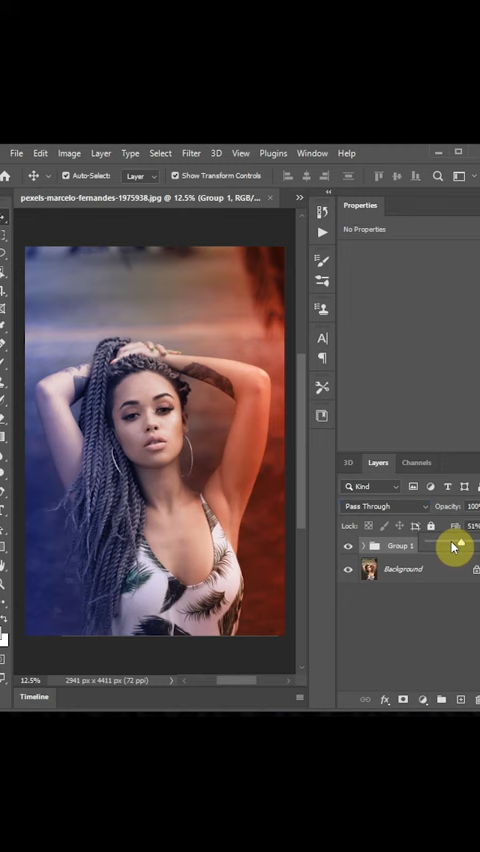 File Edit Image Layer Type Select Filter 3D View Plugins Window Help
Auto-Select: Layer Show Transform Controls
pexels-marcelo-fernandes-1975938.jpg @ 12.5% (Group 1, RGB/...
Properties
No Properties
3D Layers Channels
Kind
Pass Through Opacity: 100%
Lock: Fill: 51%
Group 1
Background
12.5% 2941 px x 4411 px (72 ppi)
Timeline